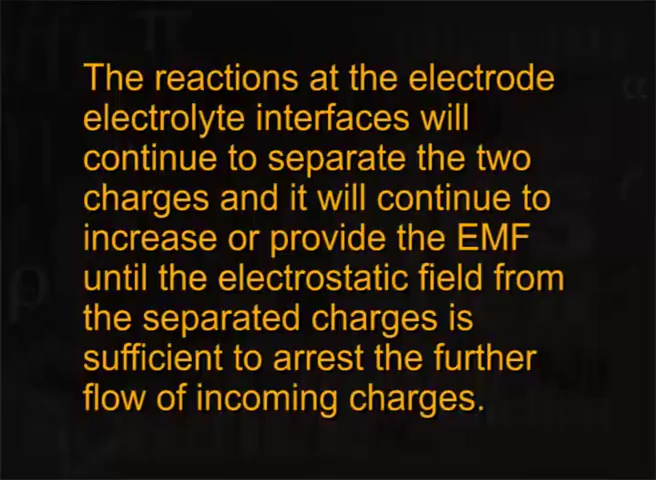 The reactions at the electrode
electrolyte interfaces will
continue to separate the two
charges and it will continue to
increase or provide the EMF
until the electrostatic field from
the separated charges is
sufficient to arrest the further
flow of incoming charges.